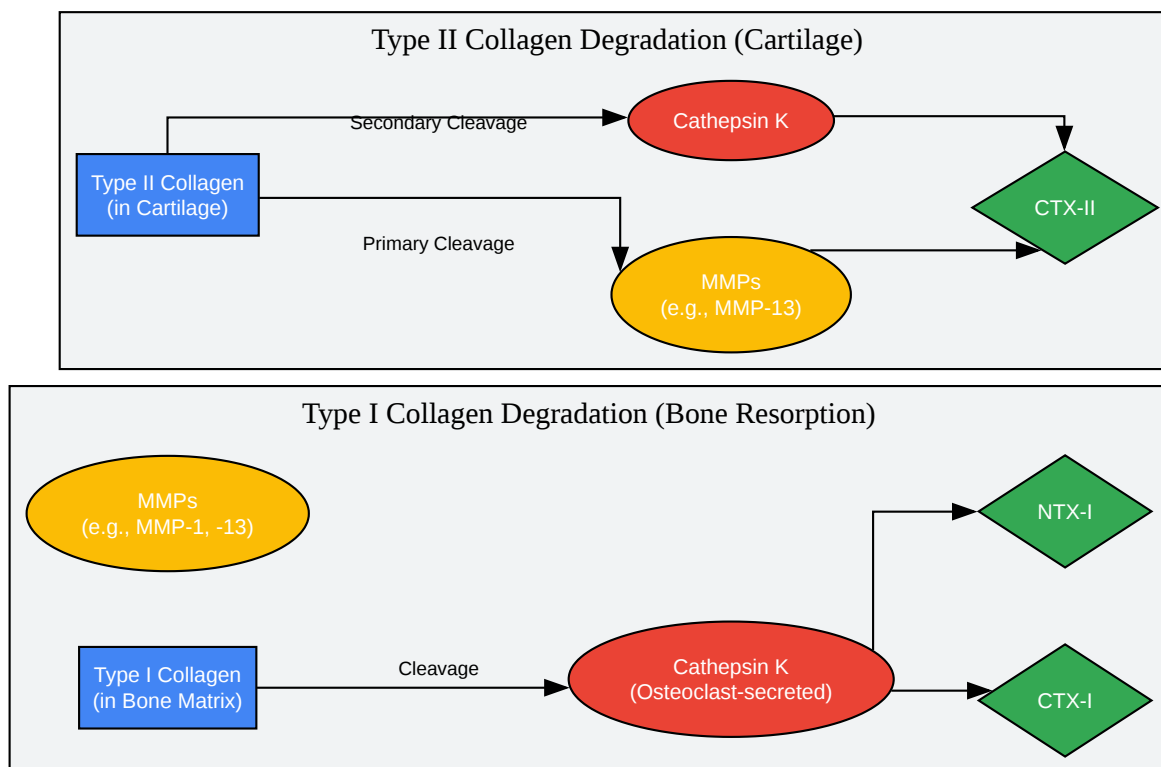 Type II Collagen Degradation (Cartilage)
Secondary Cleavage
Cathepsin K
Type II Collagen
(in Cartilage)
CTX-II
Primary Cleavage
MMPs
(e.g., MMP-13)
Type I Collagen Degradation (Bone Resorption)
MMPs
(e.g., MMP-1, -13)
NTX-I
Type I Collagen
(in Bone Matrix)
Cleavage
Cathepsin K
(Osteoclast-secreted)
CTX-I